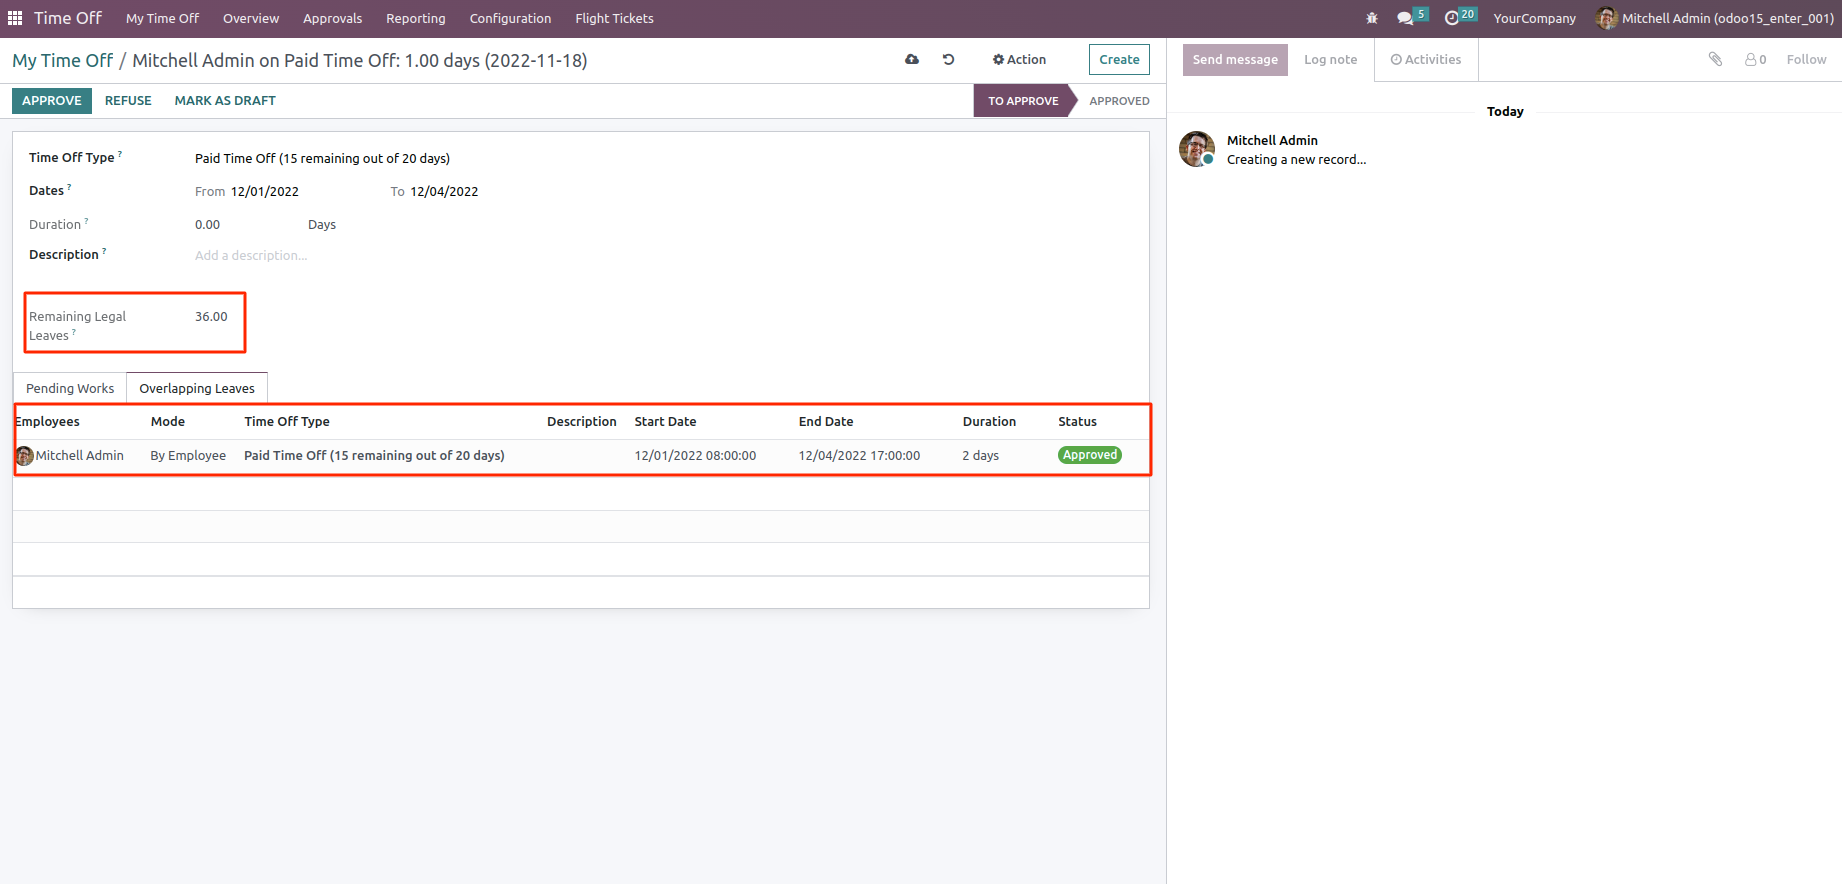 Time Off My Time Off Overview Approvals Reporting Configuration Flight Tickets 5 20 YourCompany Mitchell Admin (odoo15_enter_001)
My Time Off / Mitchell Admin on Paid Time Off: 1.00 days (2022-11-18) Action Create Send message Log note Activities 0 Follow
APPROVE REFUSE MARK AS DRAFT TO APPROVE APPROVED
Today
Mitchell Admin
Creating a new record...
Time Off Type ? Paid Time Off (15 remaining out of 20 days)
Dates ? From 12/01/2022 To 12/04/2022
Duration ? 0.00 Days
Description ? Add a description...
Remaining Legal 36.00
Leaves ?
Pending Works Overlapping Leaves
Employees Mode Time Off Type Description Start Date End Date Duration Status
Mitchell Admin By Employee Paid Time Off (15 remaining out of 20 days) 12/01/2022 08:00:00 12/04/2022 17:00:00 2 days Approved